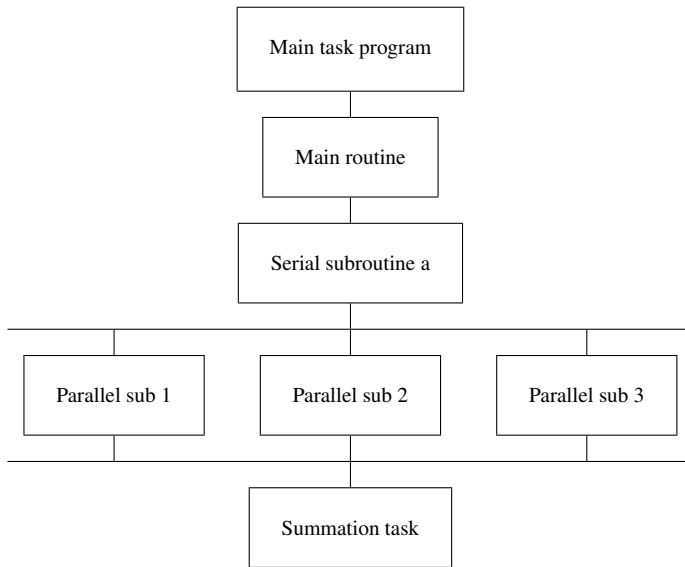 Main task program
Main routine
Serial subroutine a
Parallel sub 1
Parallel sub 2
Parallel sub 3
Summation task